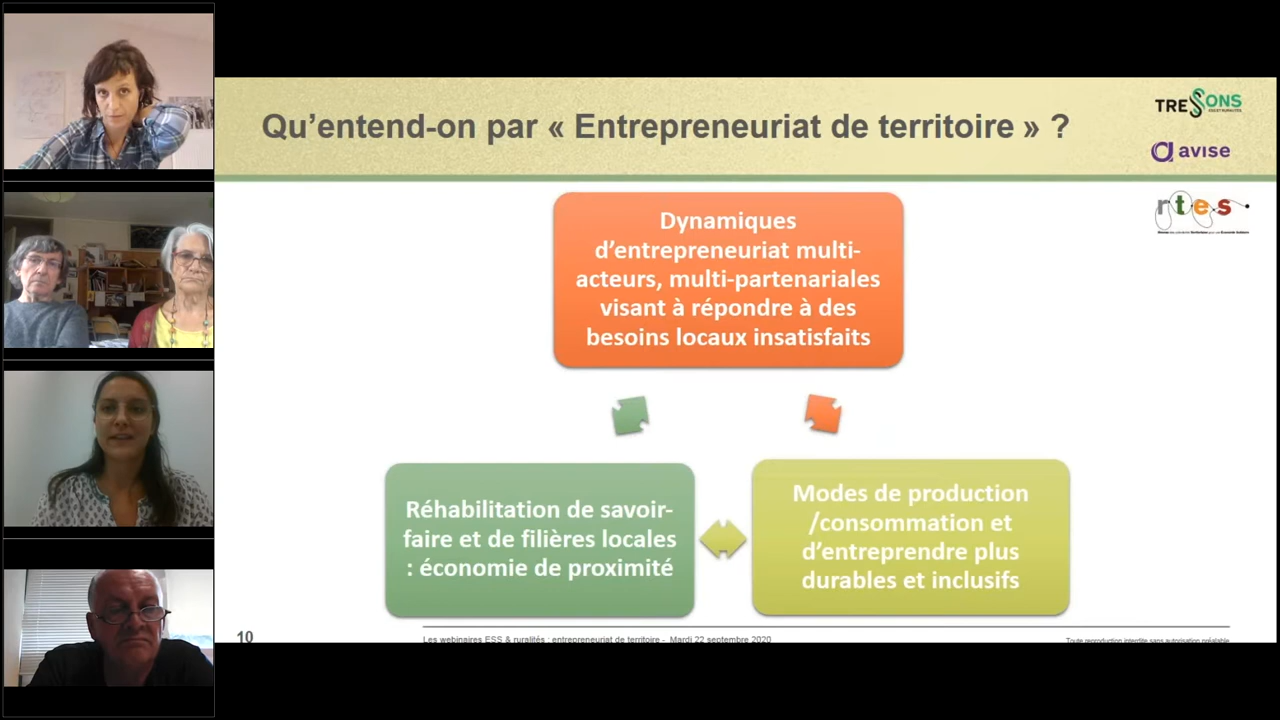 Qu’entend-on par « Entrepreneuriat de territoire » ?
TRESSONS
avise
rtes
Dynamiques
d’entrepreneuriat multi-
acteurs, multi-partenariales
visant à répondre à des
besoins locaux insatisfaits
Réhabilitation de savoir-
faire et de filières locales
: économie de proximité
Modes de production
/consommation et
d’entreprendre plus
durables et inclusifs
10
Les webinaires ESS & ruralités : entrepreneuriat de territoire - Mardi 22 septembre 2020
Toute reproduction interdite sans autorisation préalable